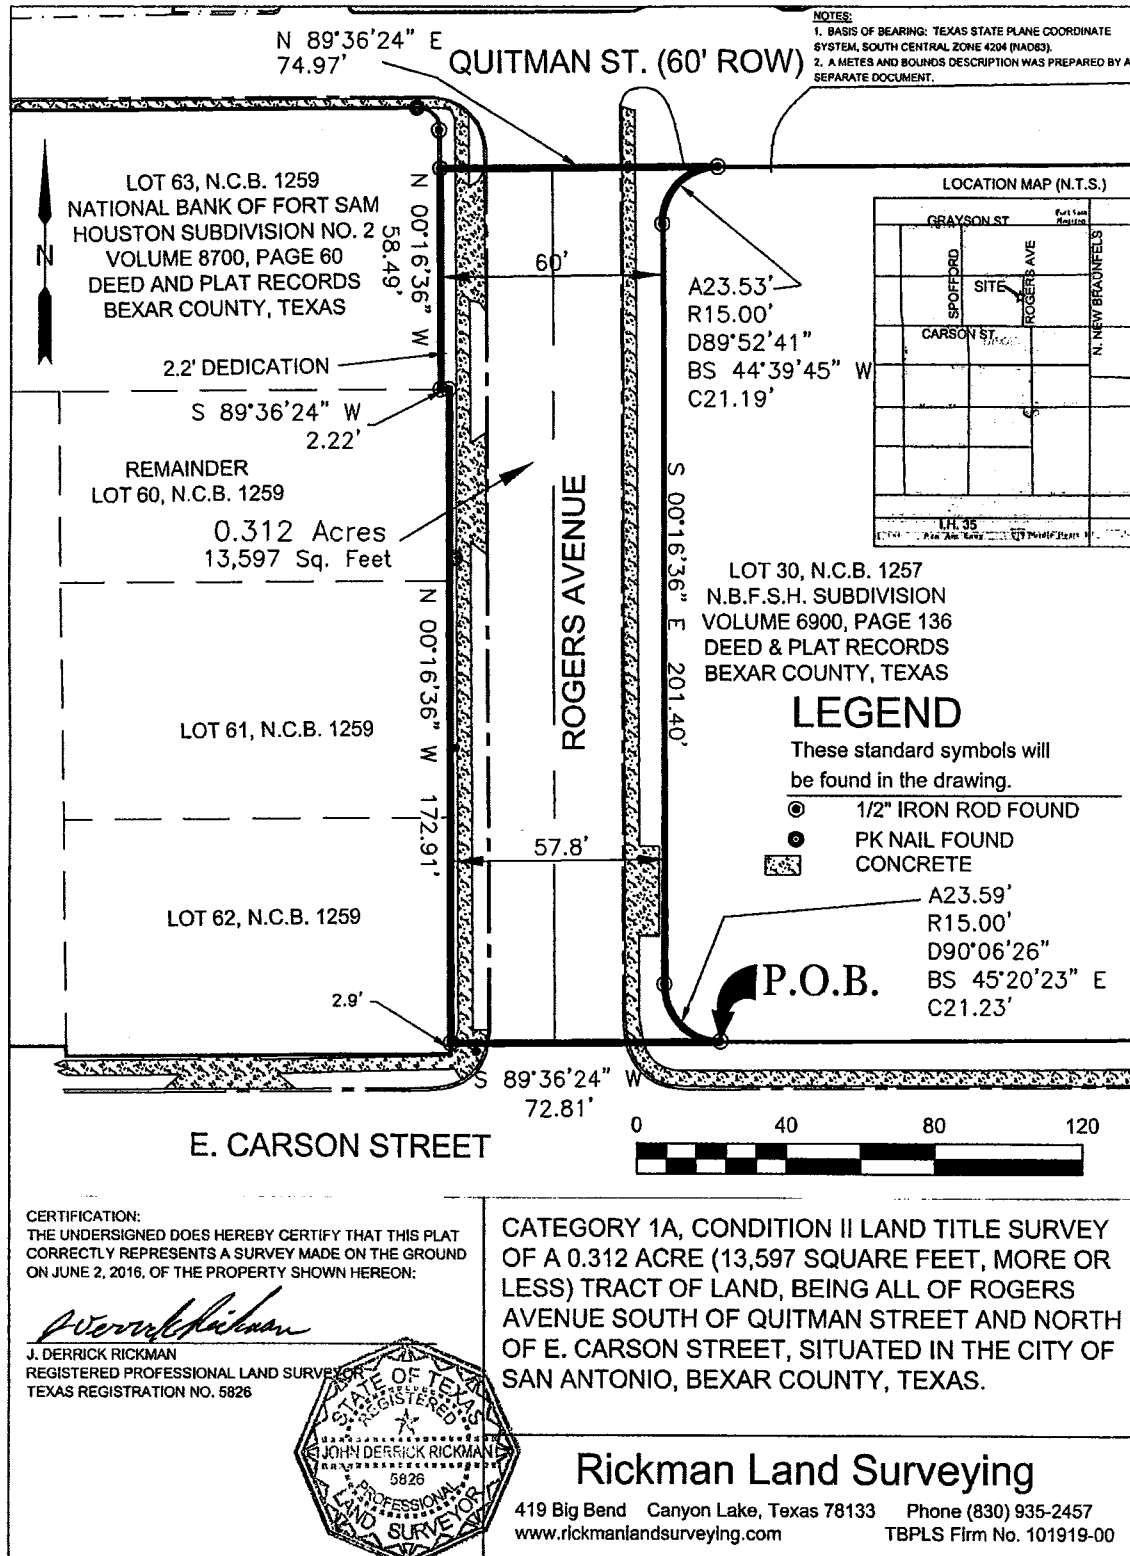 N 89°36'24" E
74.97'
QUITMAN ST. (60' ROW)
NOTES:
1. BASIS OF BEARING: TEXAS STATE PLANE COORDINATE
SYSTEM, SOUTH CENTRAL ZONE 4204 (NAD83).
2. A METES AND BOUNDS DESCRIPTION WAS PREPARED BY A
SEPARATE DOCUMENT.
N
LOT 63, N.C.B. 1259
NATIONAL BANK OF FORT SAM
HOUSTON SUBDIVISION NO. 2
VOLUME 8700, PAGE 60
DEED AND PLAT RECORDS
BEXAR COUNTY, TEXAS
N 00°16'36" W
58.49'
2.2' DEDICATION
S 89°36'24" W
2.22'
60'
A23.53'
R15.00'
D89°52'41"
BS 44°39'45" W
C21.19'
LOCATION MAP (N.T.S.)
GRAYSON ST
Fort Sam
Houston
SPOFFORD
SITE
ROGERS AVE
N. NEW BRAUNFELS
CARSON ST.
I.H. 35
REMAINDER
LOT 60, N.C.B. 1259
0.312 Acres
13,597 Sq. Feet
ROGERS AVENUE
S 00°16'36" E 201.40'
LOT 30, N.C.B. 1257
N.B.F.S.H. SUBDIVISION
VOLUME 6900, PAGE 136
DEED & PLAT RECORDS
BEXAR COUNTY, TEXAS
N 00°16'36" W 172.91'
LOT 61, N.C.B. 1259
LEGEND
These standard symbols will
be found in the drawing.
1/2" IRON ROD FOUND
PK NAIL FOUND
CONCRETE
57.8'
LOT 62, N.C.B. 1259
A23.59'
R15.00'
D90°06'26"
BS 45°20'23" E
C21.23'
P.O.B.
2.9'
S 89°36'24" W
72.81'
E. CARSON STREET
0 40 80 120
CERTIFICATION:
THE UNDERSIGNED DOES HEREBY CERTIFY THAT THIS PLAT
CORRECTLY REPRESENTS A SURVEY MADE ON THE GROUND
ON JUNE 2, 2016, OF THE PROPERTY SHOWN HEREON:
J. DERRICK RICKMAN
REGISTERED PROFESSIONAL LAND SURVEYOR
TEXAS REGISTRATION NO. 5826
STATE OF TEXAS
REGISTERED
JOHN DERRICK RICKMAN
5826
PROFESSIONAL
LAND SURVEYOR
CATEGORY 1A, CONDITION II LAND TITLE SURVEY
OF A 0.312 ACRE (13,597 SQUARE FEET, MORE OR
LESS) TRACT OF LAND, BEING ALL OF ROGERS
AVENUE SOUTH OF QUITMAN STREET AND NORTH
OF E. CARSON STREET, SITUATED IN THE CITY OF
SAN ANTONIO, BEXAR COUNTY, TEXAS.
Rickman Land Surveying
419 Big Bend Canyon Lake, Texas 78133 Phone (830) 935-2457
www.rickmanlandsurveying.com TBPLS Firm No. 101919-00